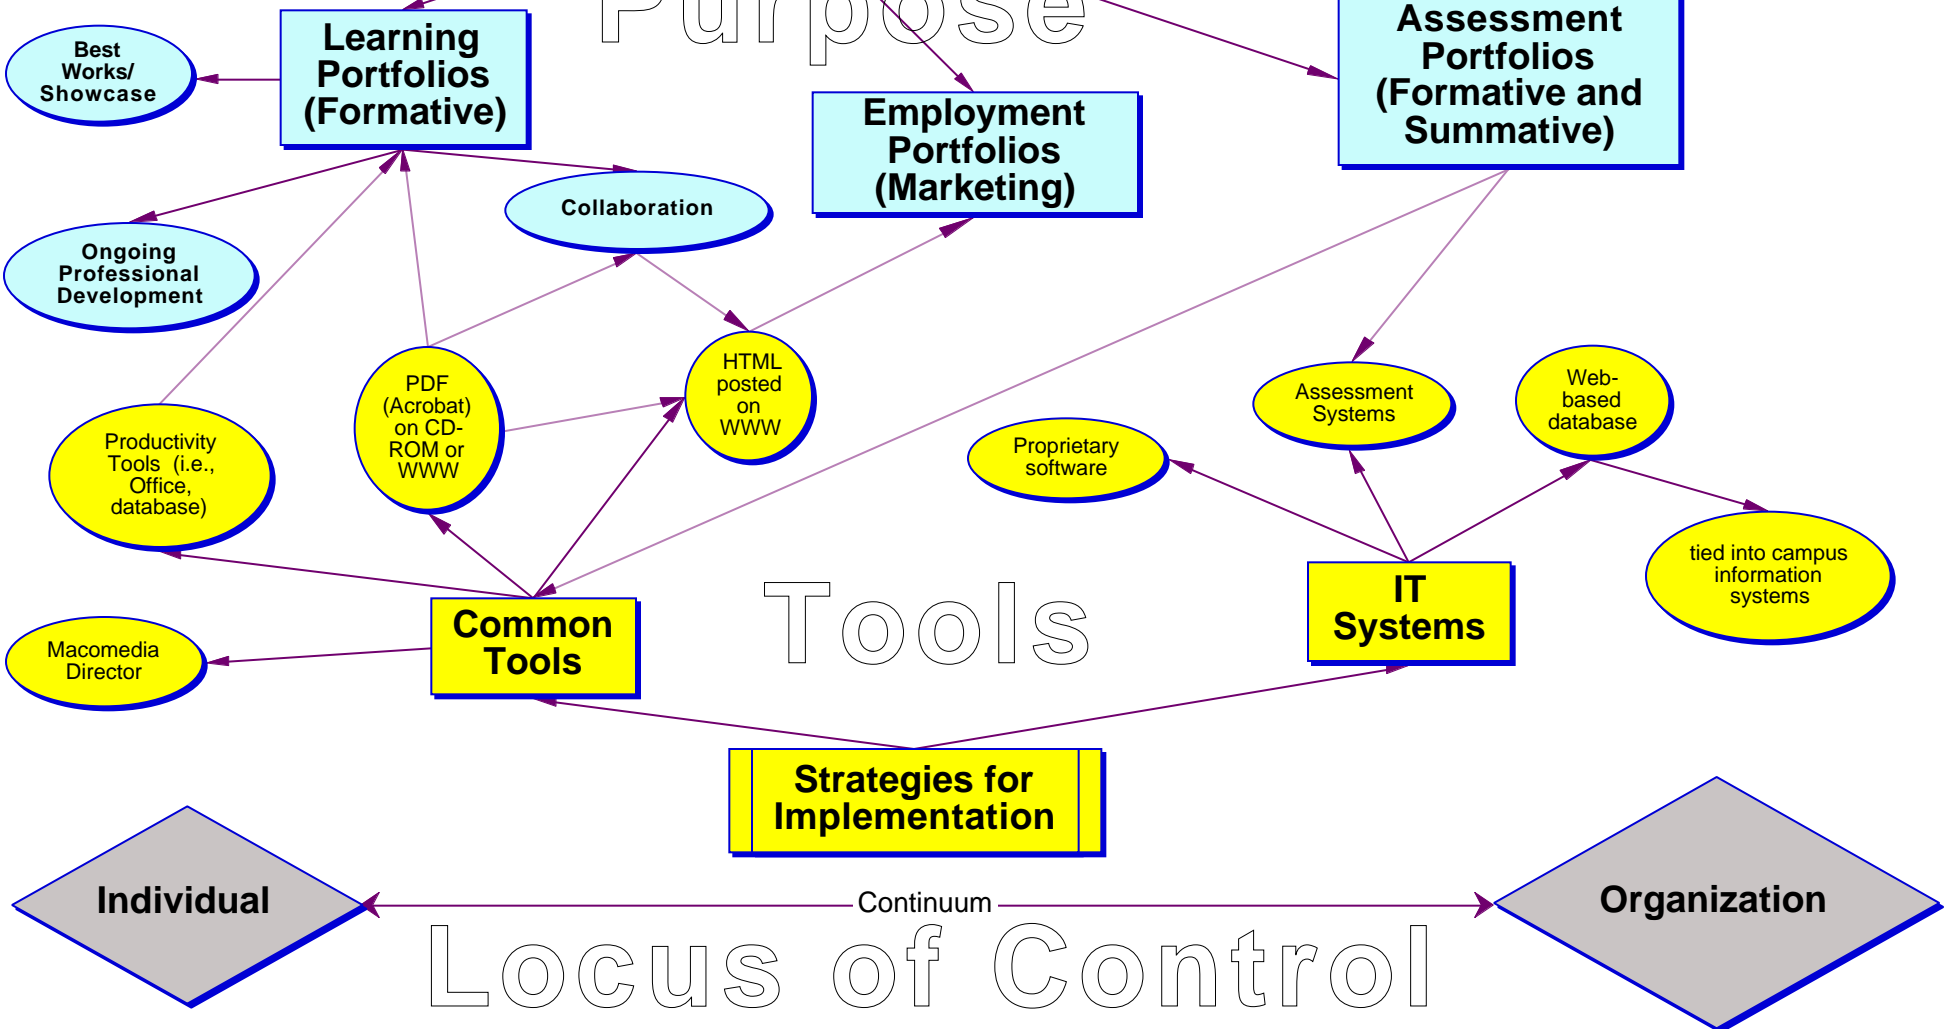 Purpose
Best
Works/
Showcase
Learning
Portfolios
(Formative)
Employment
Portfolios
(Marketing)
Assessment
Portfolios
(Formative and
Summative)
Collaboration
Ongoing
Professional
Development
Productivity
Tools (i.e.,
Office,
database)
PDF
(Acrobat)
on CD-
ROM or
WWW
HTML
posted
on
WWW
Proprietary
software
Assessment
Systems
Web-
based
database
tied into campus
information
systems
Macomedia
Director
Common
Tools
Tools
IT
Systems
Strategies for
Implementation
Individual
Continuum
Organization
Locus of Control